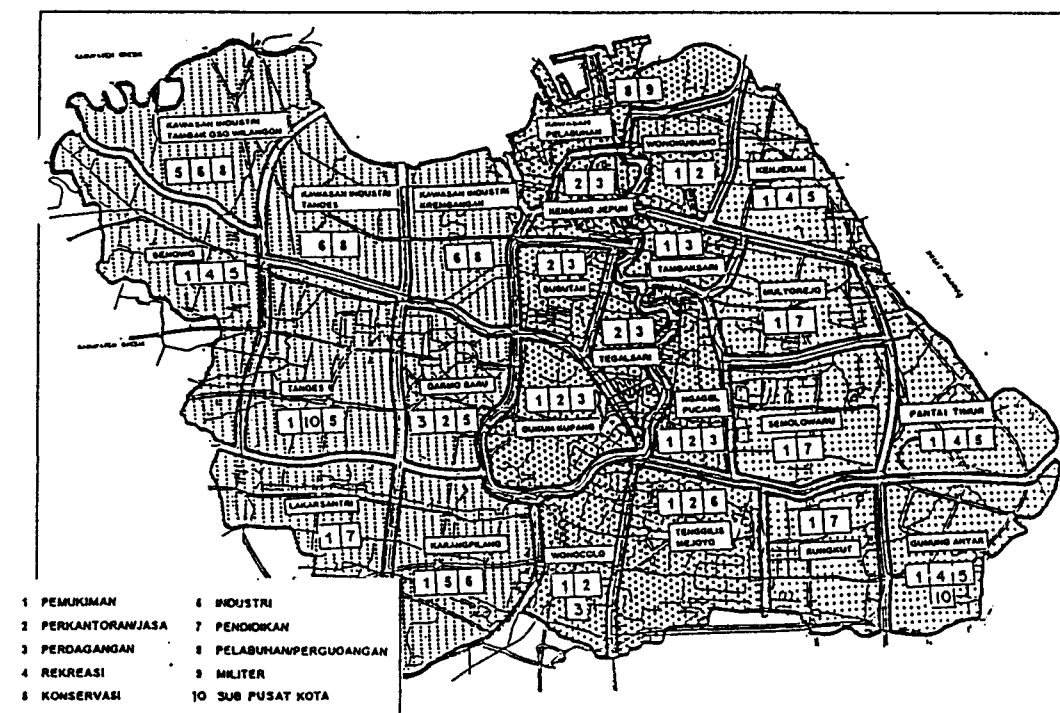 8 9
KAWASAN INDUSTRI
TAMBAK OSO WILANGON
5 6 8
KAWASAN
PELABUHAN
WONOKUSUMO
1 2
2 3
KEMBANG JEPUN
KENJERAN
1 4 5
KAWASAN INDUSTRI
TANDES
6 8
KAWASAN INDUSTRI
KREMBANGAN
6 8
1 3
TAMBAKSARI
2 3
BUBUTAN
BENOWO
1 4 5
MULYOREJO
1 7
2 3
TEGALSARI
TANDES
1 10 5
DARMO BARU
3 2 5
1 2 3
DUKUH KUPANG
NGAGEL
PUCANG
1 2 3
SEMOLOWARU
1 7
PANTAI TIMUR
1 4 5
LAKARSANTRI
1 7
1 2 6
TENGGILIS
MEJOYO
1 7
RUNGKUT
GUNUNG ANYAR
1 4 5
10
KARANGPILANG
1 5 6
WONOCOLO
1 2
3
1 PEMUKIMAN
2 PERKANTORAN/JASA
3 PERDAGANGAN
4 REKREASI
5 KONSERVASI
6 INDUSTRI
7 PENDIDIKAN
8 PELABUHAN/PERGUDANGAN
9 MILITER
10 SUB PUSAT KOTA